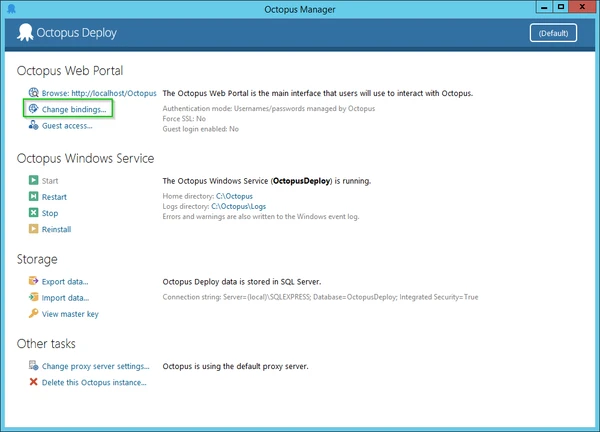 Octopus Manager
Octopus Deploy
(Default)
Octopus Web Portal
Browse: http://localhost/Octopus
The Octopus Web Portal is the main interface that users will use to interact with Octopus.
Change bindings...
Authentication mode: Usernames/passwords managed by Octopus
Force SSL: No
Guest access...
Guest login enabled: No
Octopus Windows Service
Start
The Octopus Windows Service (OctopusDeploy) is running.
Restart
Home directory: C:\Octopus
Logs directory: C:\Octopus\Logs
Stop
Errors and warnings are also written to the Windows event log.
Reinstall
Storage
Export data...
Octopus Deploy data is stored in SQL Server.
Import data...
Connection string: Server=(local)\SQLEXPRESS; Database=OctopusDeploy; Integrated Security=True
View master key
Other tasks
Change proxy server settings...
Octopus is using the default proxy server.
Delete this Octopus instance...